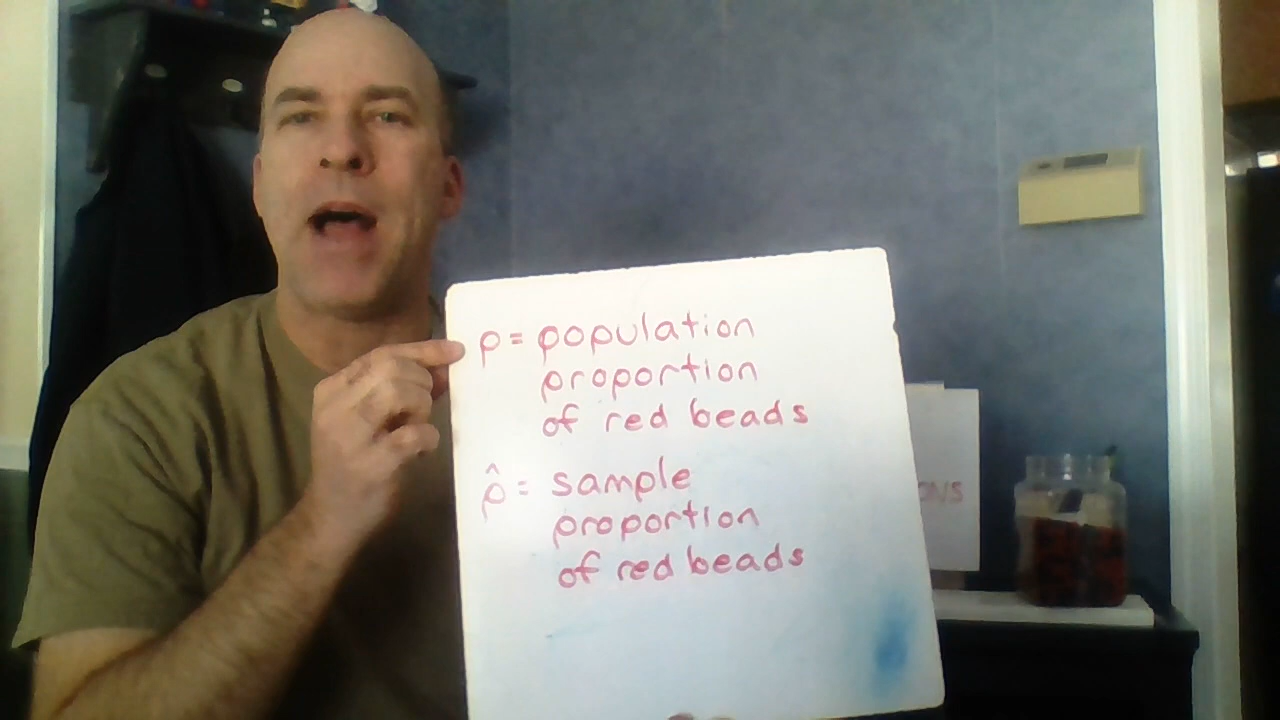 p = population
proportion
of red beads
p̂ = sample
proportion
of red beads